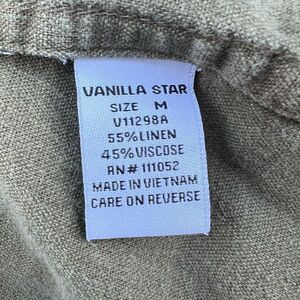 VANILLA STAR
SIZE M
V11298A
55%LINEN
45%VISCOSE
RN# 111052
MADE IN VIETNAM
CARE ON REVERSE